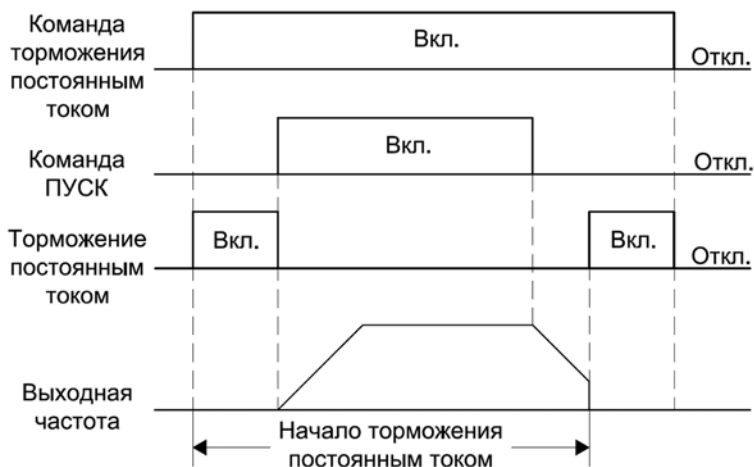 Команда
торможения
постоянным
током
Вкл.
Откл.
Команда
ПУСК
Вкл.
Откл.
Торможение
постоянным
током
Вкл.
Вкл.
Откл.
Выходная
частота
Начало торможения
постоянным током